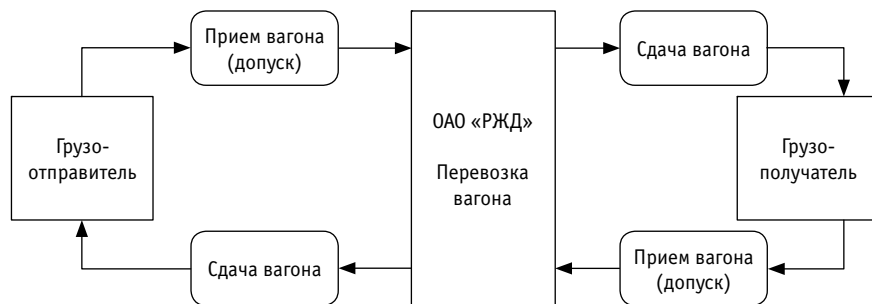 Прием вагона
(допуск)
Сдача вагона
Грузо-
отправитель
ОАО «РЖД»
Перевозка
вагона
Грузо-
получатель
Сдача вагона
Прием вагона
(допуск)